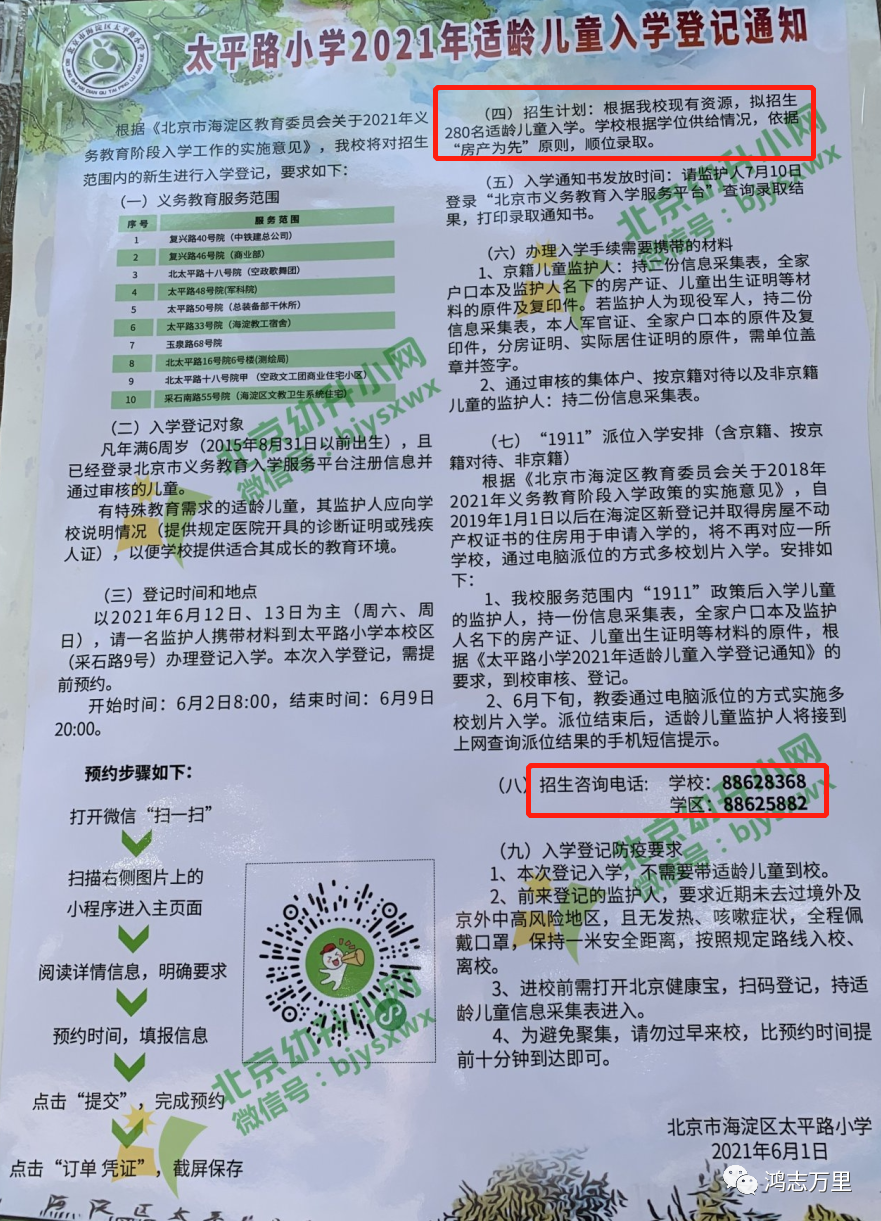 太平路小学2021年适龄儿童入学登记通知
根据《北京市海淀区教育委员会关于2021年义
务教育阶段入学工作的实施意见》，我校将对招生
范围内的新生进行入学登记，要求如下：
（一）义务教育服务范围
序号 服务范围
1 复兴路40号院（中铁建总公司）
2 复兴路46号院（商业部）
3 北太平路十八号院（空政歌舞团）
4 太平路48号院(军科院)
5 太平路50号院（总装备部干休所）
6 太平路33号院（海淀教工宿舍）
7 玉泉路68号院
8 北太平路16号院6号楼(测绘局)
9 北太平路十八号院甲（空政文工团商业住宅小区）
10 采石南路55号院（海淀区文教卫生系统住宅）
（二）入学登记对象
凡年满6周岁（2015年8月31日以前出生），且
已经登录北京市义务教育入学服务平台注册信息并
通过审核的儿童。
有特殊教育需求的适龄儿童，其监护人应向学
校说明情况（提供规定医院开具的诊断证明或残疾
人证），以便学校提供适合其成长的教育环境。
（三）登记时间和地点
以2021年6月12日、13日为主（周六、周
日），请一名监护人携带材料到太平路小学本校区
（采石路9号）办理登记入学。本次入学登记，需提
前预约。
开始时间：6月2日8:00，结束时间：6月9日
20:00。
预约步骤如下：
打开微信“扫一扫”
扫描右侧图片上的
小程序进入主页面
阅读详情信息，明确要求
预约时间，填报信息
点击“提交”，完成预约
点击“订单 凭证”，截屏保存
（四）招生计划：根据我校现有资源，拟招生
280名适龄儿童入学。学校根据学位供给情况，依据
“房产为先”原则，顺位录取。
（五）入学通知书发放时间：请监护人7月10日
登录“北京市义务教育入学服务平台”查询录取结
果，打印录取通知书。
（六）办理入学手续需要携带的材料
1、京籍儿童监护人：持二份信息采集表，全家
户口本及监护人名下的房产证、儿童出生证明等材
料的原件及复印件。若监护人为现役军人，持二份
信息采集表，本人军官证、全家户口本的原件及复
印件，分房证明、实际居住证明的原件，需单位盖
章并签字。
2、通过审核的集体户、按京籍对待以及非京籍
儿童的监护人：持二份信息采集表。
（七）“1911”派位入学安排（含京籍、按京
籍对待、非京籍）
根据《北京市海淀区教育委员会关于2018年
2021年义务教育阶段入学政策的实施意见》，自
2019年1月1日以后在海淀区新登记并取得房屋不动
产权证书的住房用于申请入学的，将不再对应一所
学校，通过电脑派位的方式多校划片入学。安排如
下：
1、我校服务范围内“1911”政策后入学儿童
的监护人，持一份信息采集表，全家户口本及监护
人名下的房产证、儿童出生证明等材料的原件，根
据《太平路小学2021年适龄儿童入学登记通知》的
要求，到校审核、登记。
2、6月下旬，教委通过电脑派位的方式实施多
校划片入学。派位结束后，适龄儿童监护人将接到
上网查询派位结果的手机短信提示。
（八）招生咨询电话： 学校：88628368
学区：88625882
（九）入学登记防疫要求
1、本次登记入学，不需要带适龄儿童到校。
2、前来登记的监护人，要求近期未去过境外及
京外中高风险地区，且无发热、咳嗽症状，全程佩
戴口罩，保持一米安全距离，按照规定路线入校、
离校。
3、进校前需打开北京健康宝，扫码登记，持适
龄儿童信息采集表进入。
4、为避免聚集，请勿过早来校，比预约时间提
前十分钟到达即可。
北京市海淀区太平路小学
2021年6月1日
北京幼升小网
微信号：bjysxwx
北京幼升小网
微信号：bjysxwx
北京幼升小网
微信号：bjysxwx
北京幼升小网
微信号：bjysxwx
鸿志万里